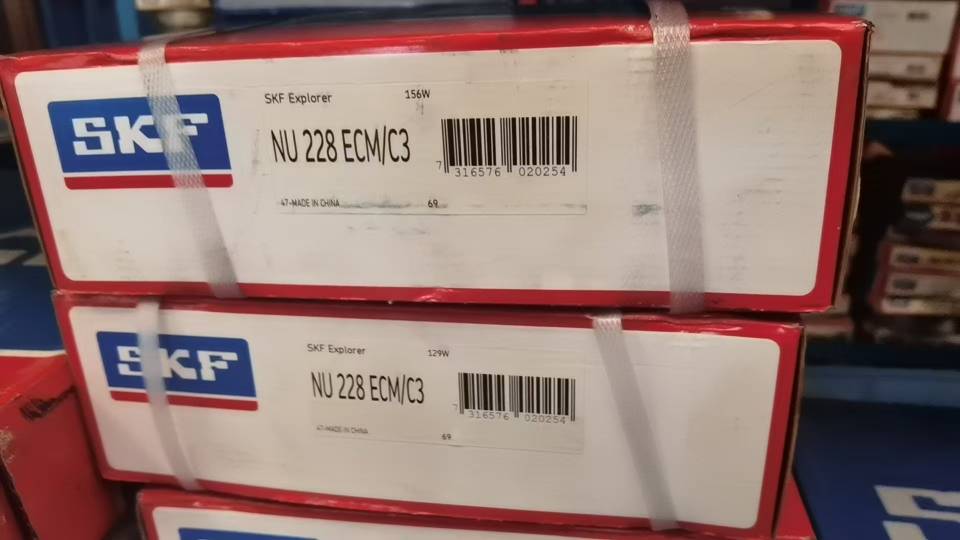 SKF
SKF Explorer 156W
NU 228 ECM/C3
7 316576 020254
47-MADE IN CHINA 69
SKF
SKF Explorer 129W
NU 228 ECM/C3
7 316576 020254
47-MADE IN CHINA 69